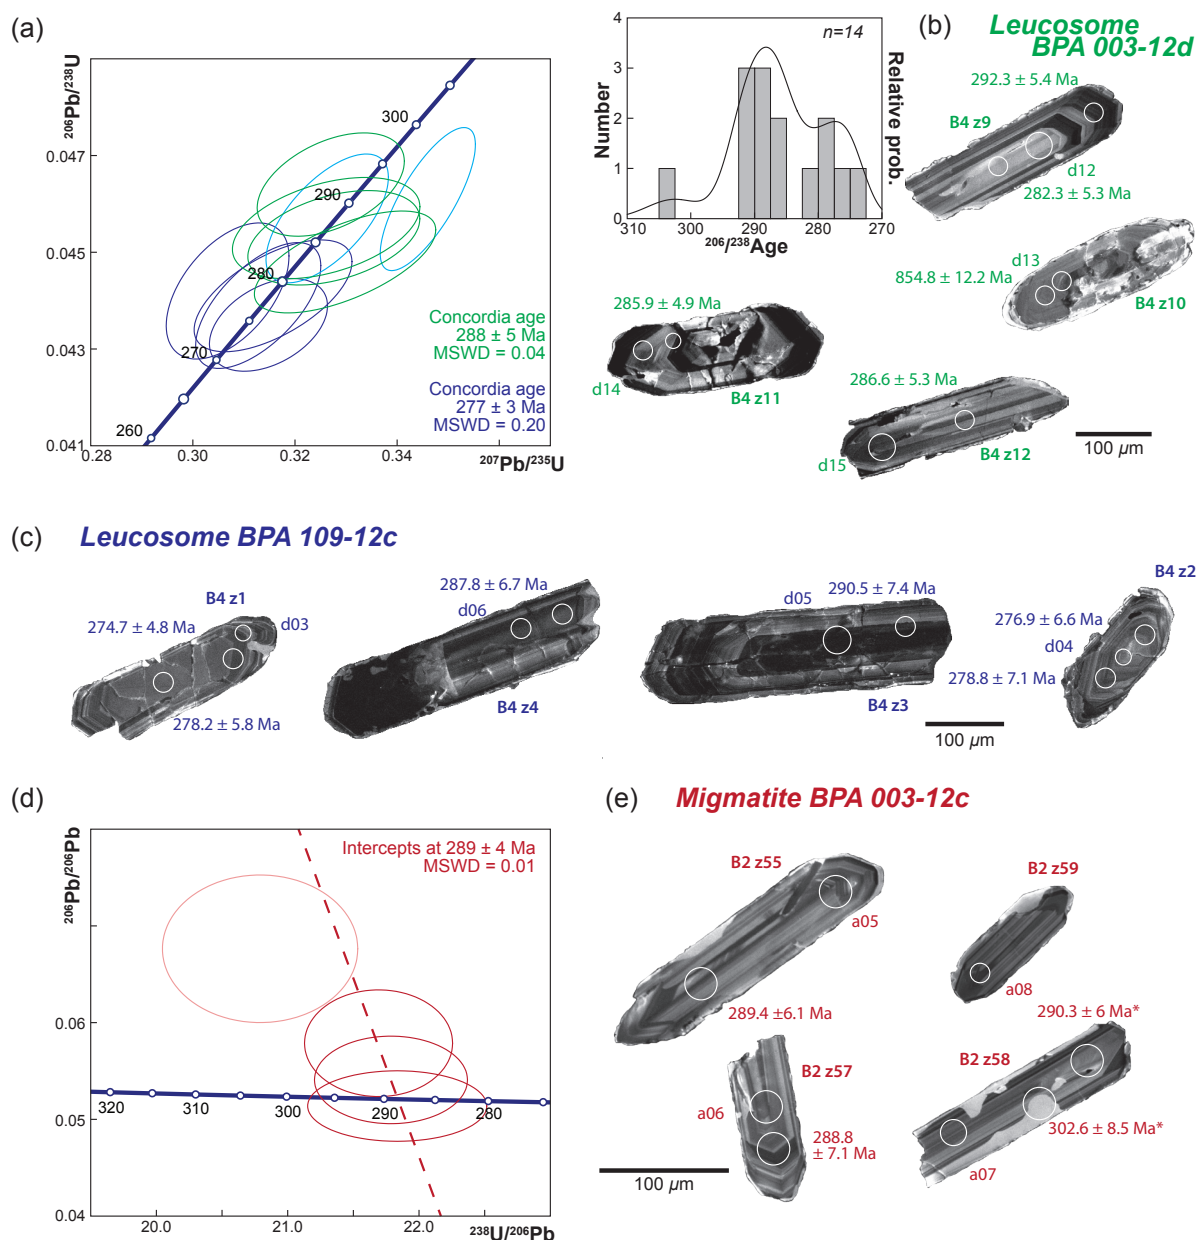 (a)
206Pb/238U
0.047
0.045
0.043
0.041
300
290
280
270
260
Concordia age
288 ± 5 Ma
MSWD = 0.04
Concordia age
277 ± 3 Ma
MSWD = 0.20
0.28
0.30
0.32
0.34
207Pb/235U
n=14
Number
4
3
2
1
0
Relative prob.
310
300
290
280
270
206/238Age
(b)
Leucosome
BPA 003-12d
292.3 ± 5.4 Ma
B4 z9
d12
282.3 ± 5.3 Ma
d13
854.8 ± 12.2 Ma
B4 z10
285.9 ± 4.9 Ma
d14
B4 z11
286.6 ± 5.3 Ma
d15
B4 z12
100 µm
(c)
Leucosome BPA 109-12c
B4 z1
274.7 ± 4.8 Ma
d03
278.2 ± 5.8 Ma
287.8 ± 6.7 Ma
d06
B4 z4
d05
290.5 ± 7.4 Ma
B4 z3
B4 z2
276.9 ± 6.6 Ma
d04
278.8 ± 7.1 Ma
100 µm
(d)
206Pb/206Pb
0.06
0.05
0.04
Intercepts at 289 ± 4 Ma
MSWD = 0.01
320
310
300
290
280
20.0
21.0
22.0
238U/206Pb
(e)
Migmatite BPA 003-12c
B2 z55
a05
289.4 ±6.1 Ma
B2 z59
a08
290.3 ± 6 Ma*
B2 z57
a06
288.8
± 7.1 Ma
B2 z58
302.6 ± 8.5 Ma*
a07
100 µm